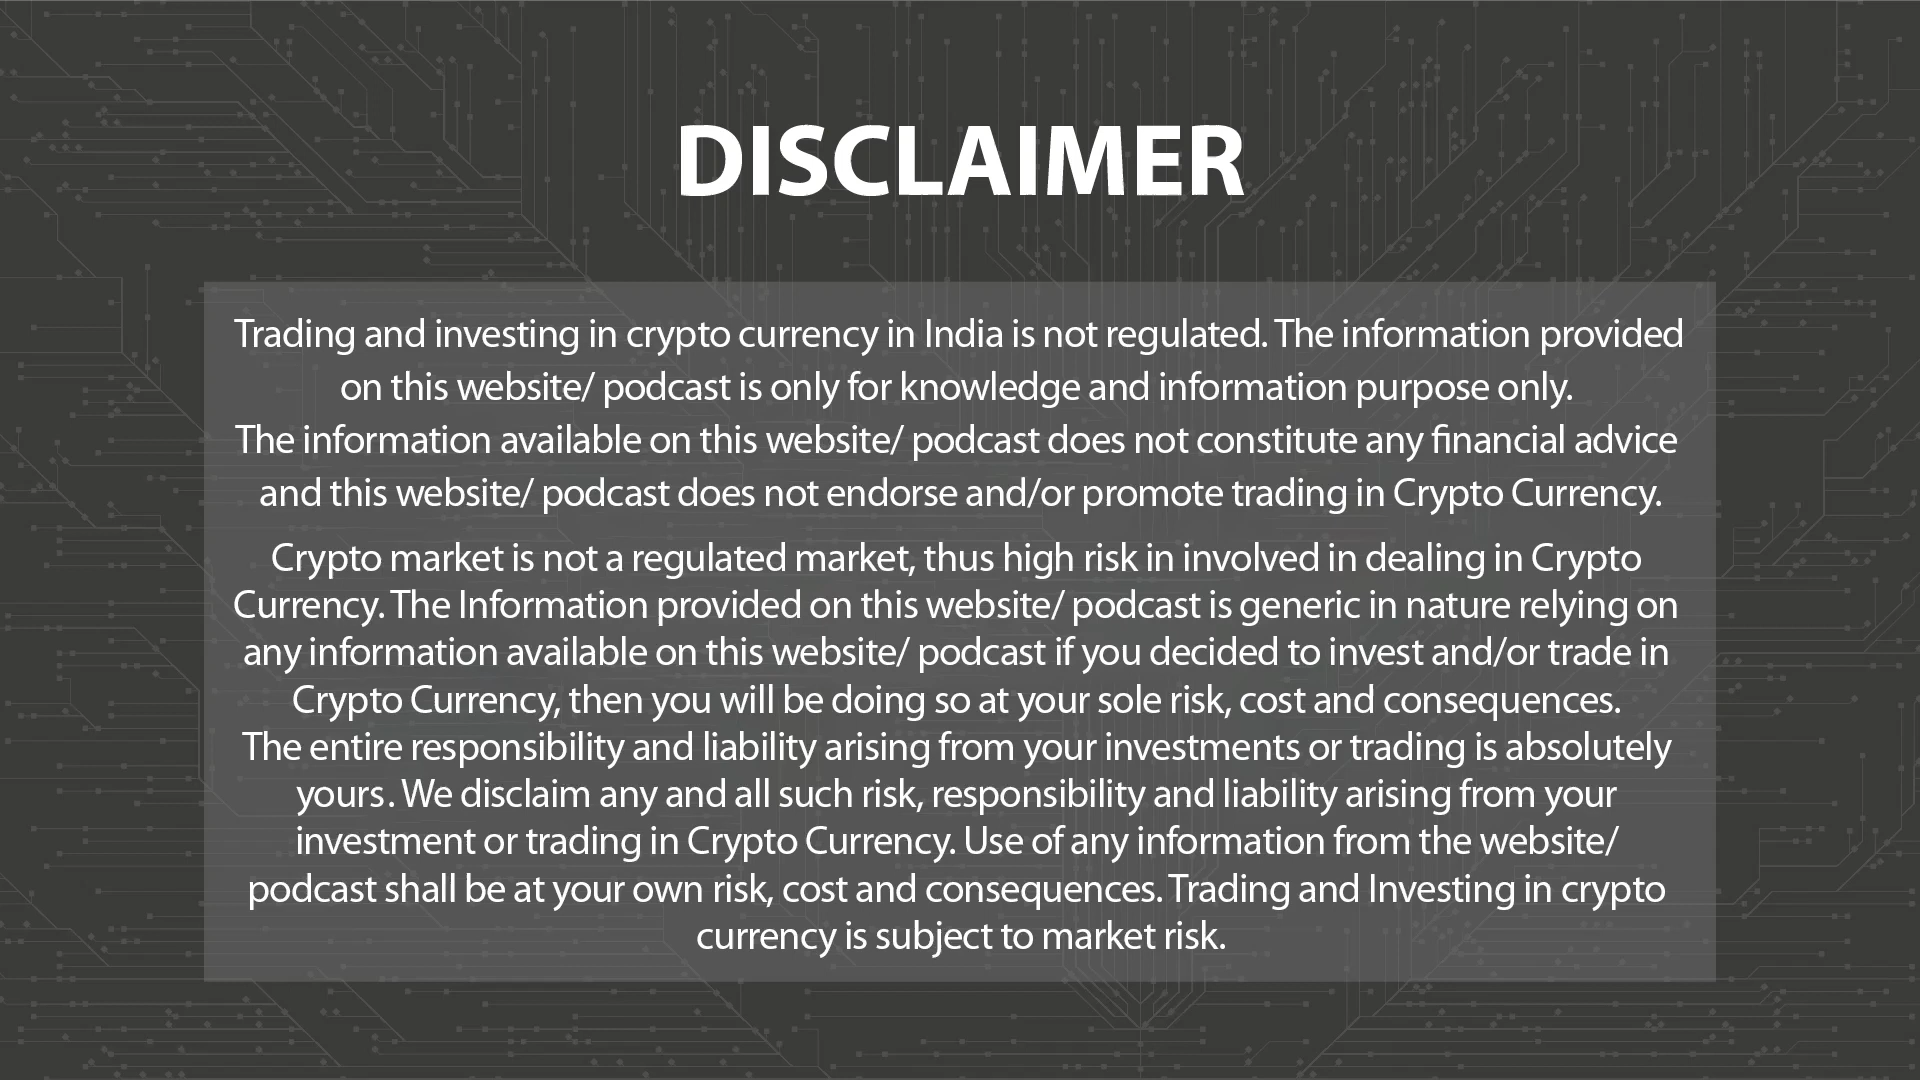 DISCLAIMER
Trading and investing in crypto currency in India is not regulated. The information provided
on this website/ podcast is only for knowledge and information purpose only.
The information available on this website/ podcast does not constitute any financial advice
and this website/ podcast does not endorse and/or promote trading in Crypto Currency.
Crypto market is not a regulated market, thus high risk in involved in dealing in Crypto
Currency. The Information provided on this website/ podcast is generic in nature relying on
any information available on this website/ podcast if you decided to invest and/or trade in
Crypto Currency, then you will be doing so at your sole risk, cost and consequences.
The entire responsibility and liability arising from your investments or trading is absolutely
yours. We disclaim any and all such risk, responsibility and liability arising from your
investment or trading in Crypto Currency. Use of any information from the website/
podcast shall be at your own risk, cost and consequences. Trading and Investing in crypto
currency is subject to market risk.